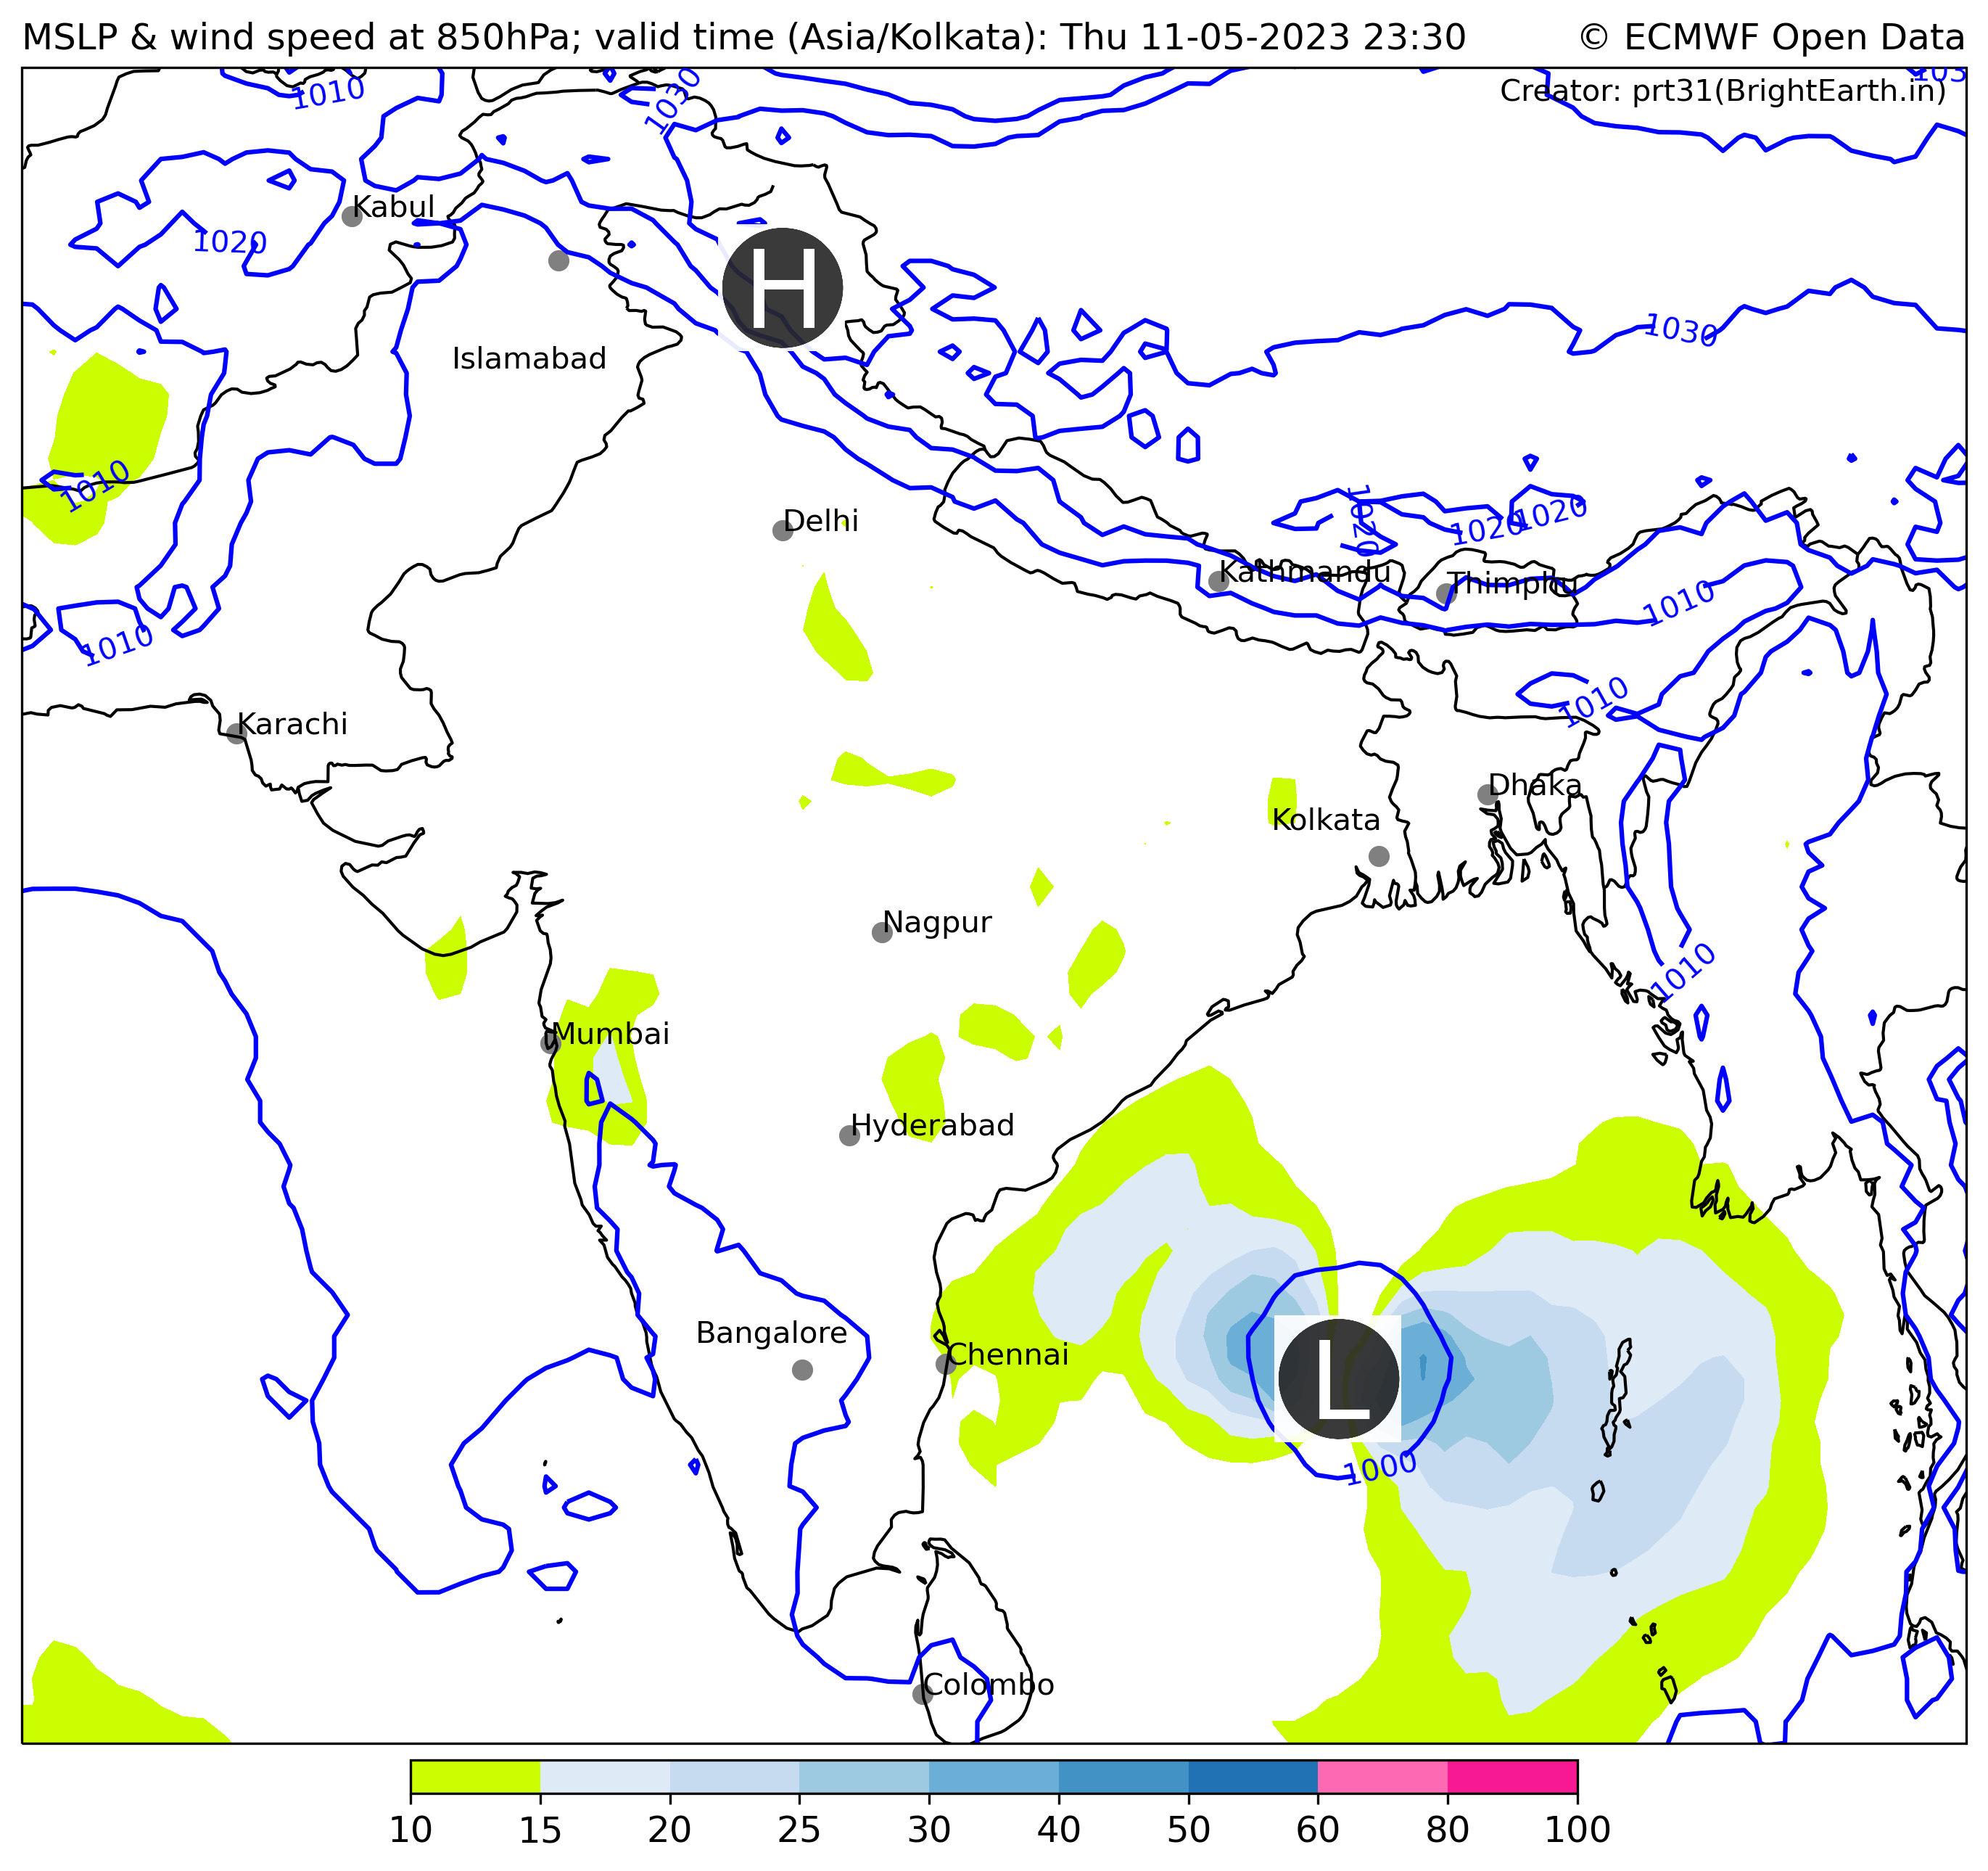 MSLP & wind speed at 850hPa; valid time (Asia/Kolkata): Thu 11-05-2023 23:30
© ECMWF Open Data
Creator: prt31(BrightEarth.in)
1010
1030
Kabul
1020
H
1030
Islamabad
1010
Delhi
1020
1020
1020
Kathmandu
Thimphu
1010
1010
1010
Karachi
Dhaka
Kolkata
Nagpur
1010
Mumbai
Hyderabad
Bangalore
Chennai
L
1000
Colombo
10 15 20 25 30 40 50 60 80 100